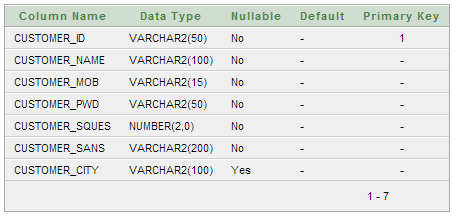 Column Name Data Type Nullable Default Primary Key
CUSTOMER_ID VARCHAR2(50) No - 1
CUSTOMER_NAME VARCHAR2(100) No - -
CUSTOMER_MOB VARCHAR2(15) No - -
CUSTOMER_PWD VARCHAR2(50) No - -
CUSTOMER_SQUES NUMBER(2,0) No - -
CUSTOMER_SANS VARCHAR2(200) No - -
CUSTOMER_CITY VARCHAR2(100) Yes - -
1 - 7